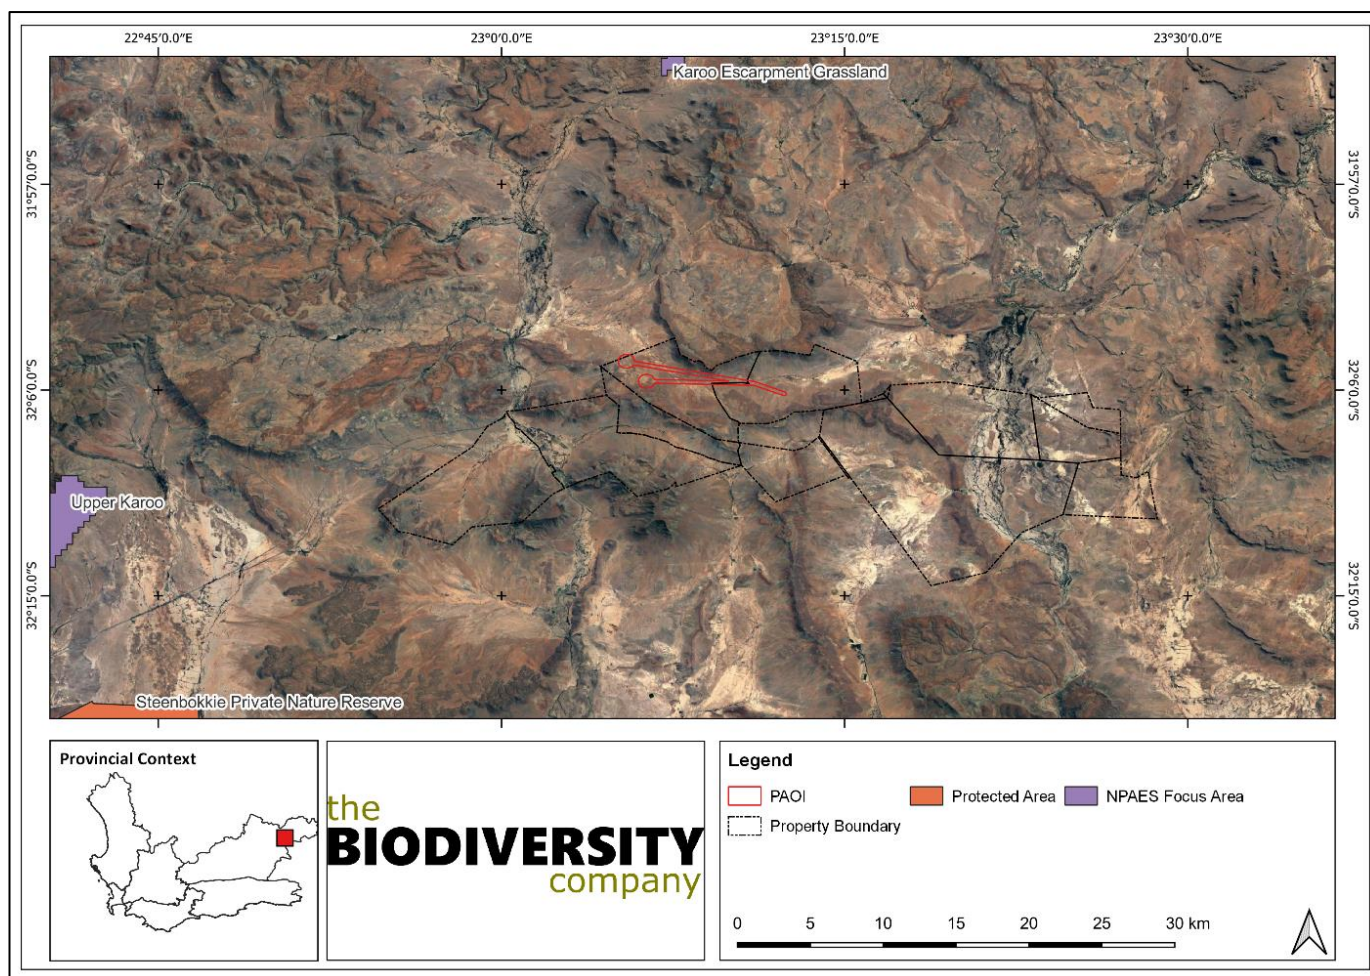 22°45'0.0"E 23°0'0.0"E 23°15'0.0"E 23°30'0.0"E
Karoo Escarpment Grassland
31°57'0.0"S 31°57'0.0"S
32°6'0.0"S 32°6'0.0"S
Upper Karoo
32°15'0.0"S 32°15'0.0"S
Steenbokkie Private Nature Reserve
Provincial Context
the
BIODIVERSITY
company
Legend
PAOI Protected Area NPAES Focus Area
Property Boundary
0 5 10 15 20 25 30 km